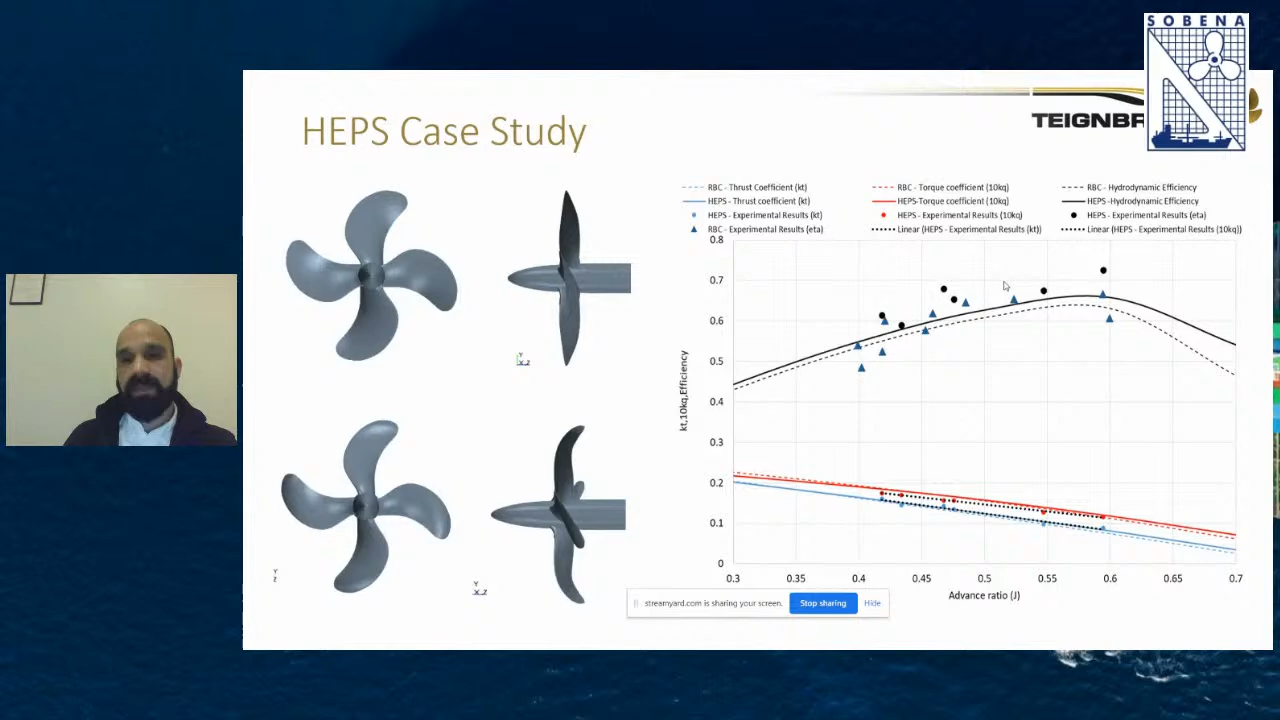 SOBENA
HEPS Case Study
RBC - Thrust Coefficient (kt)
RBC - Torque coefficient (10kq)
RBC - Hydrodynamic Efficiency
HEPS - Thrust coefficient (kt)
HEPS-Torque coefficient (10kq)
HEPS -Hydrodynamic Efficiency
HEPS - Experimental Results (kt)
HEPS - Experimental Results (10kq)
HEPS - Experimental Results (eta)
RBC - Experimental Results (eta)
Linear (HEPS - Experimental Results (kt))
Linear (HEPS - Experimental Results (10kq))
0.8
0.7
0.6
0.5
0.4
0.3
0.2
0.1
0
kt,10kq,Efficiency
0.3 0.35 0.4 0.45 0.5 0.55 0.6 0.65 0.7
Advance ratio (J)
Y
X Z
Y
Z
Y
X Z
streamyard.com is sharing your screen. Stop sharing Hide